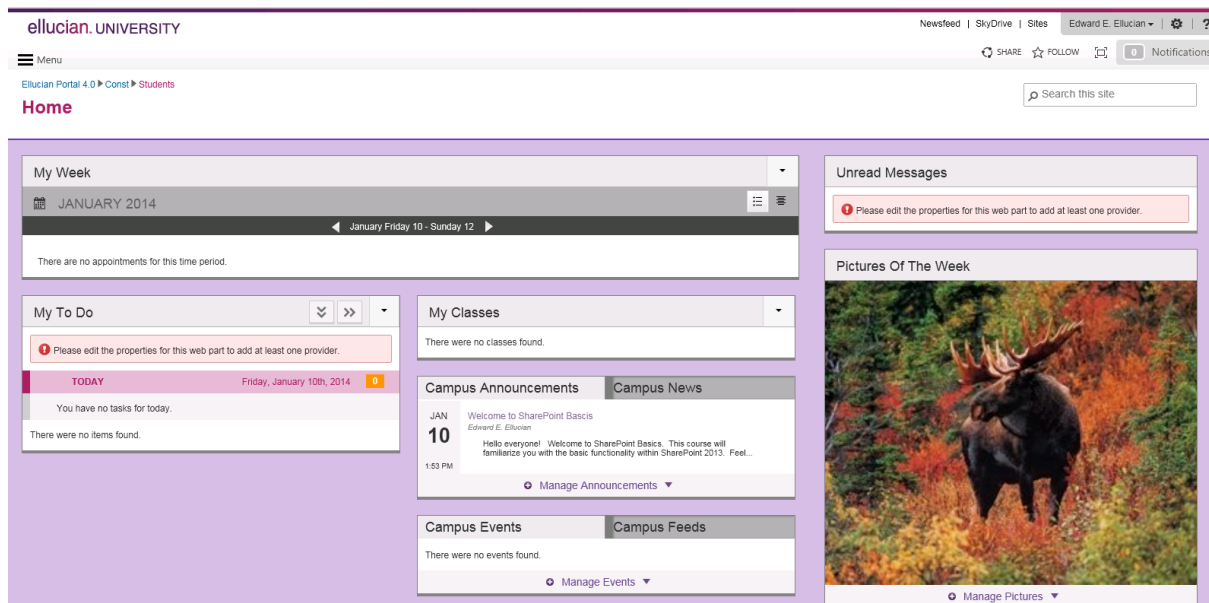 ellucian. UNIVERSITY
Newsfeed | SkyDrive | Sites
Edward E. Ellucian
?
Menu
SHARE
FOLLOW
0 Notifications
Ellucian Portal 4.0 Const Students
Home
Search this site
My Week
JANUARY 2014
January Friday 10 - Sunday 12
There are no appointments for this time period.
Unread Messages
Please edit the properties for this web part to add at least one provider.
Pictures Of The Week
Manage Pictures
My To Do
Please edit the properties for this web part to add at least one provider.
TODAY Friday, January 10th, 2014 0
You have no tasks for today.
There were no items found.
My Classes
There were no classes found.
Campus Announcements Campus News
JAN
10
1:53 PM
Welcome to SharePoint Bascis
Edward E. Ellucian
Hello everyone! Welcome to SharePoint Basics. This course will
familiarize you with the basic functionality within SharePoint 2013. Feel...
Manage Announcements
Campus Events Campus Feeds
There were no events found.
Manage Events